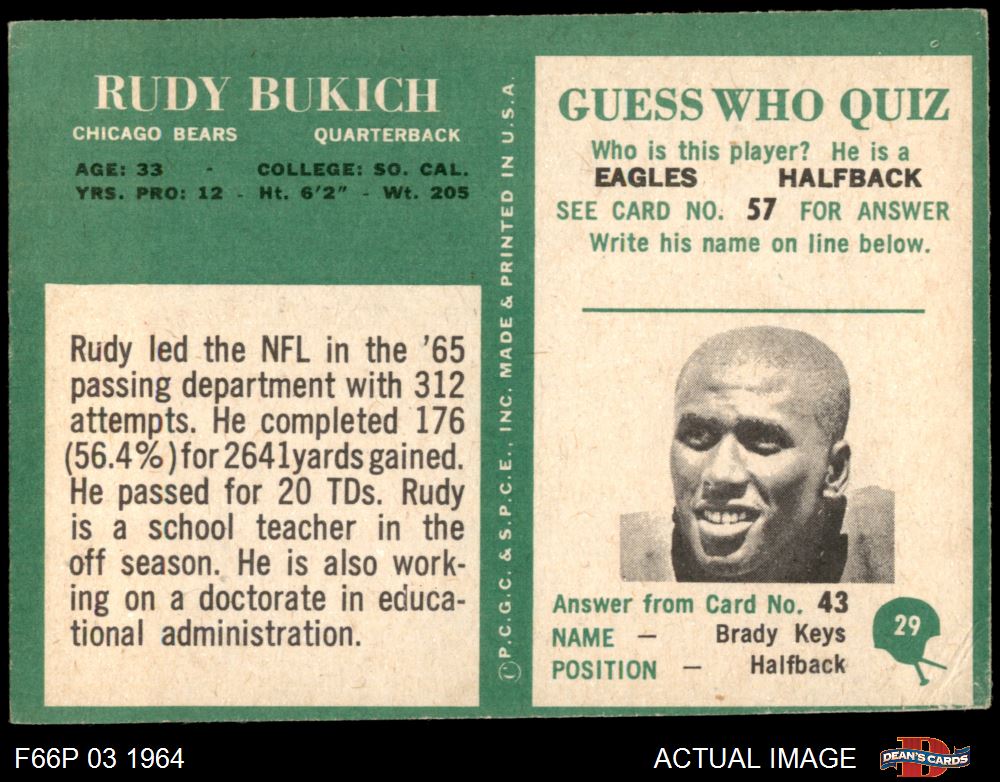 RUDY BUKICH
CHICAGO BEARS QUARTERBACK
AGE: 33 - COLLEGE: SO. CAL.
YRS. PRO: 12 - Ht. 6'2" - Wt. 205
Rudy led the NFL in the '65
passing department with 312
attempts. He completed 176
(56.4%) for 2641 yards gained.
He passed for 20 TDs. Rudy
is a school teacher in the
off season. He is also work-
ing on a doctorate in educa-
tional administration.
©P.C.G.C. & S.P.C.E., INC. MADE & PRINTED IN U.S.A.
GUESS WHO QUIZ
Who is this player? He is a
EAGLES HALFBACK
SEE CARD NO. 57 FOR ANSWER
Write his name on line below.
Answer from Card No. 43
NAME — Brady Keys
POSITION — Halfback
29
F66P 03 1964
ACTUAL IMAGE
DEAN'S CARDS